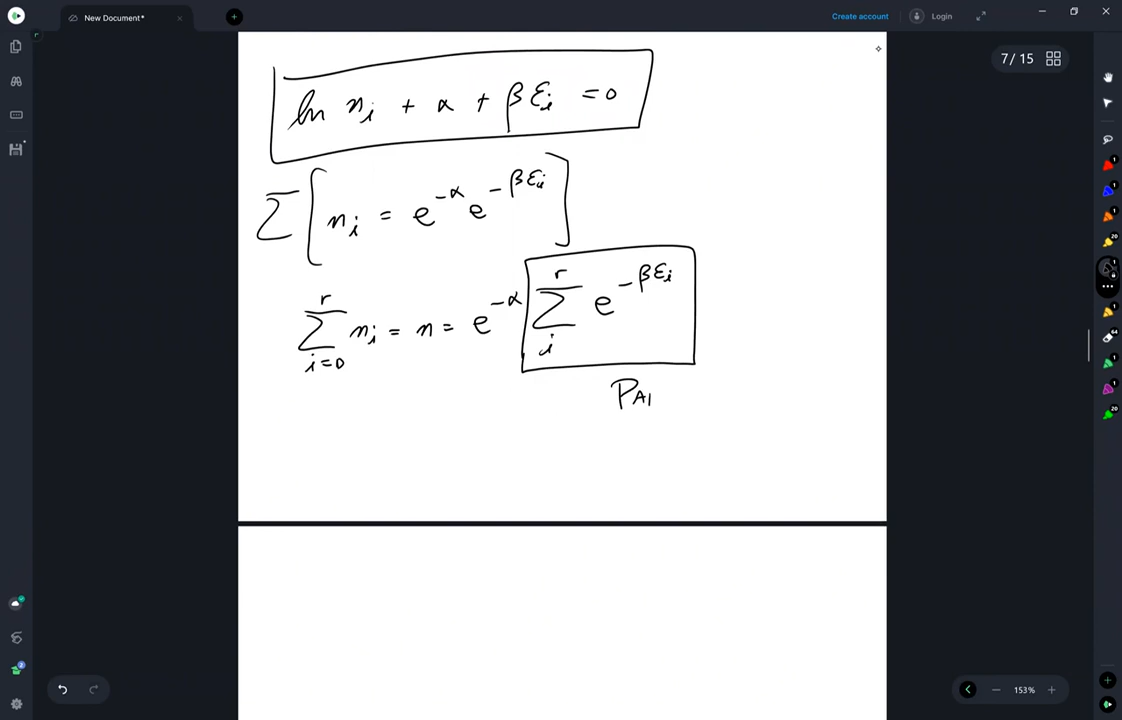 New Document*
Create account
Login
7 / 15
ln nᵢ + α + βεᵢ = 0
Σ [ nᵢ = e^{-α} e^{-βεᵢ} ]
Σ_{i=0}^{r} nᵢ = n = e^{-α} Σ_{i}^{r} e^{-βεᵢ}
PAI
153%